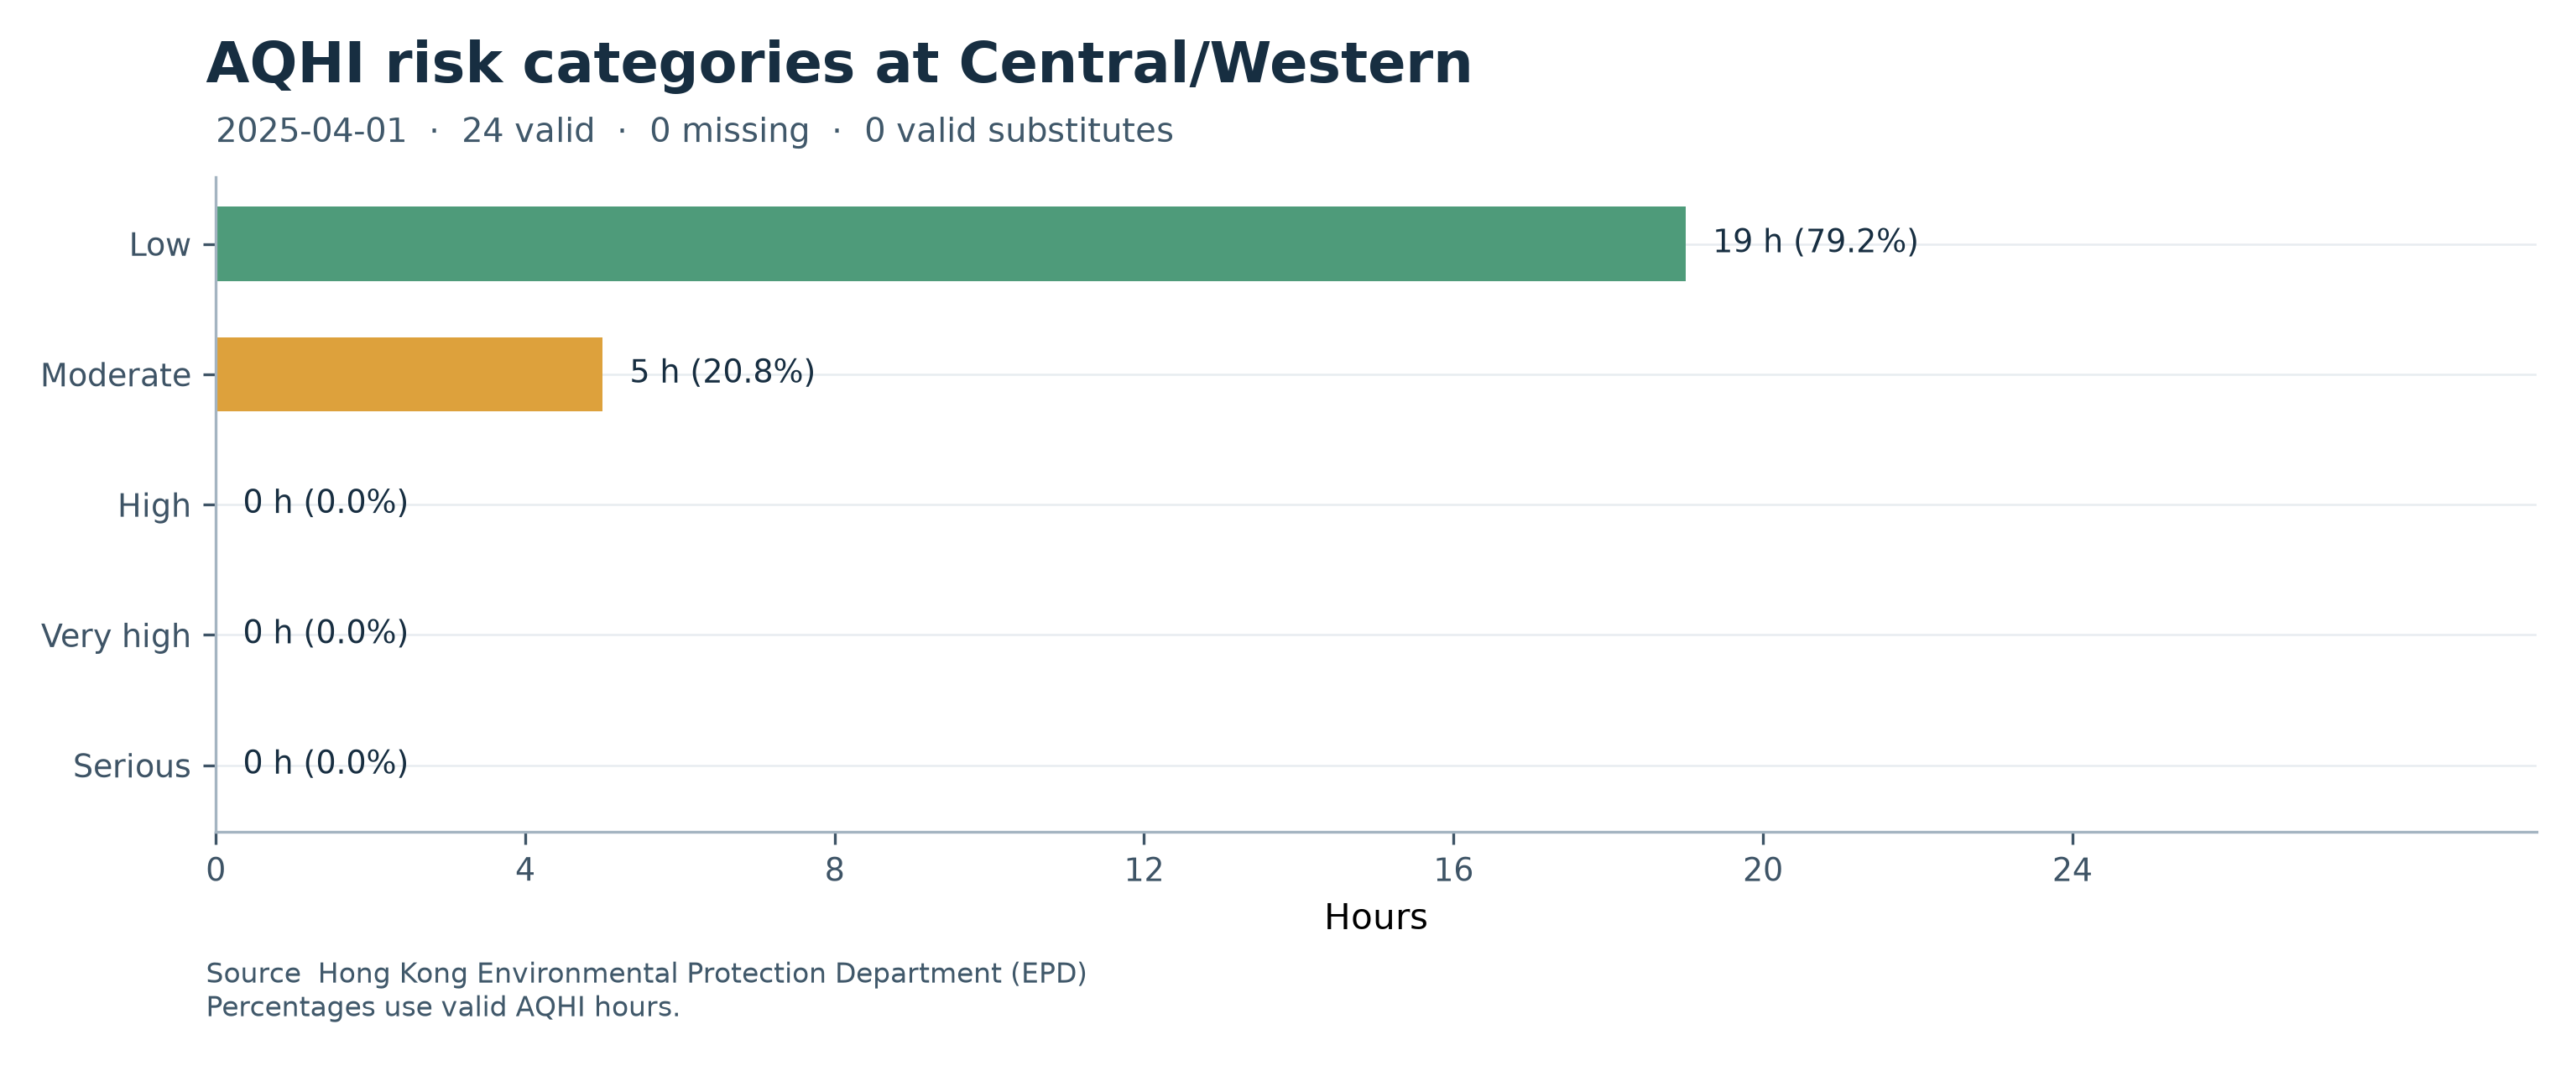 AQHI risk categories at Central/Western
2025-04-01 · 24 valid · 0 missing · 0 valid substitutes
Low 19 h (79.2%)
Moderate 5 h (20.8%)
High 0 h (0.0%)
Very high 0 h (0.0%)
Serious 0 h (0.0%)
0 4 8 12 16 20 24
Hours
Source Hong Kong Environmental Protection Department (EPD)
Percentages use valid AQHI hours.